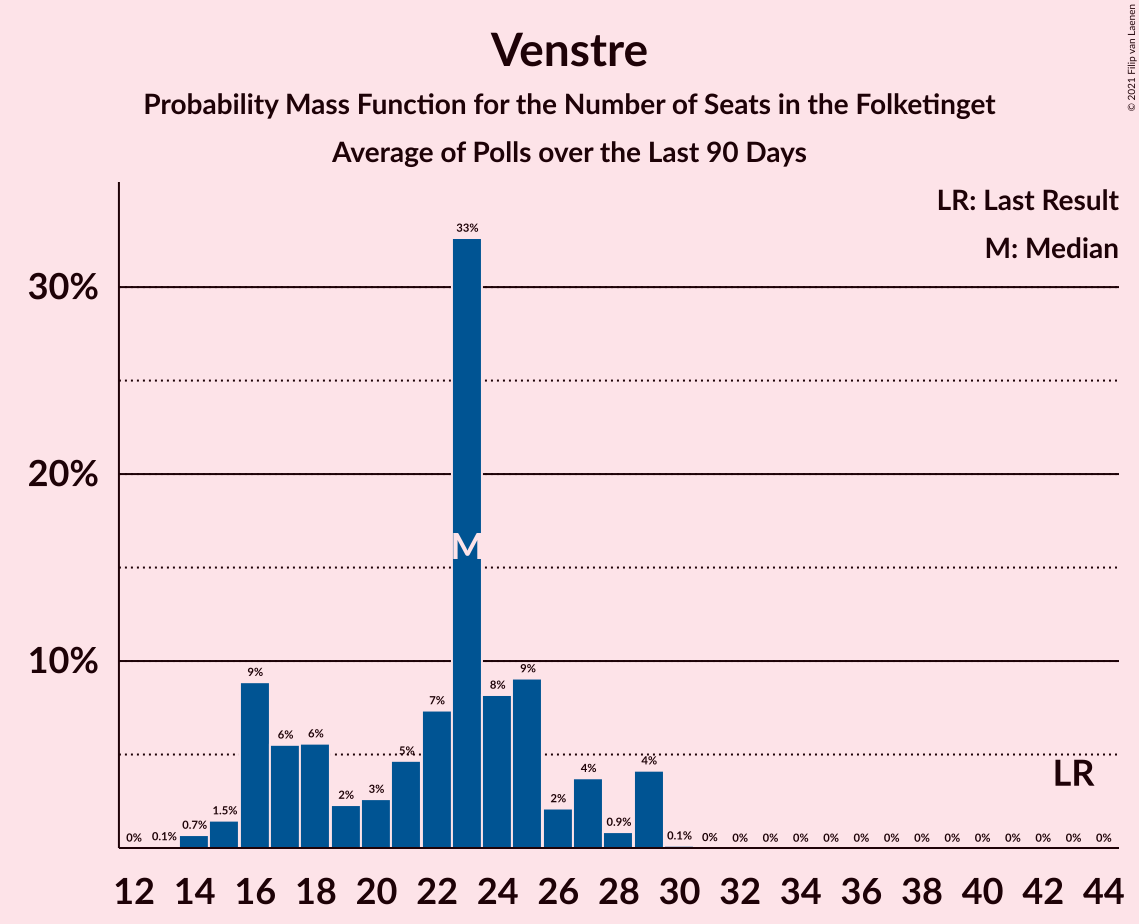 Venstre
Probability Mass Function for the Number of Seats in the Folketinget
Average of Polls over the Last 90 Days
© 2021 Filip van Laenen
LR: Last Result
M: Median
30%
20%
10%
0% 0.1% 0.7% 1.5% 9% 6% 6% 2% 3% 5% 7% 33% 8% 9% 2% 4% 0.9% 4% 0.1% 0% 0% 0% 0% 0% 0% 0% 0% 0% 0% 0% 0% 0% 0%
M
LR
12 14 16 18 20 22 24 26 28 30 32 34 36 38 40 42 44